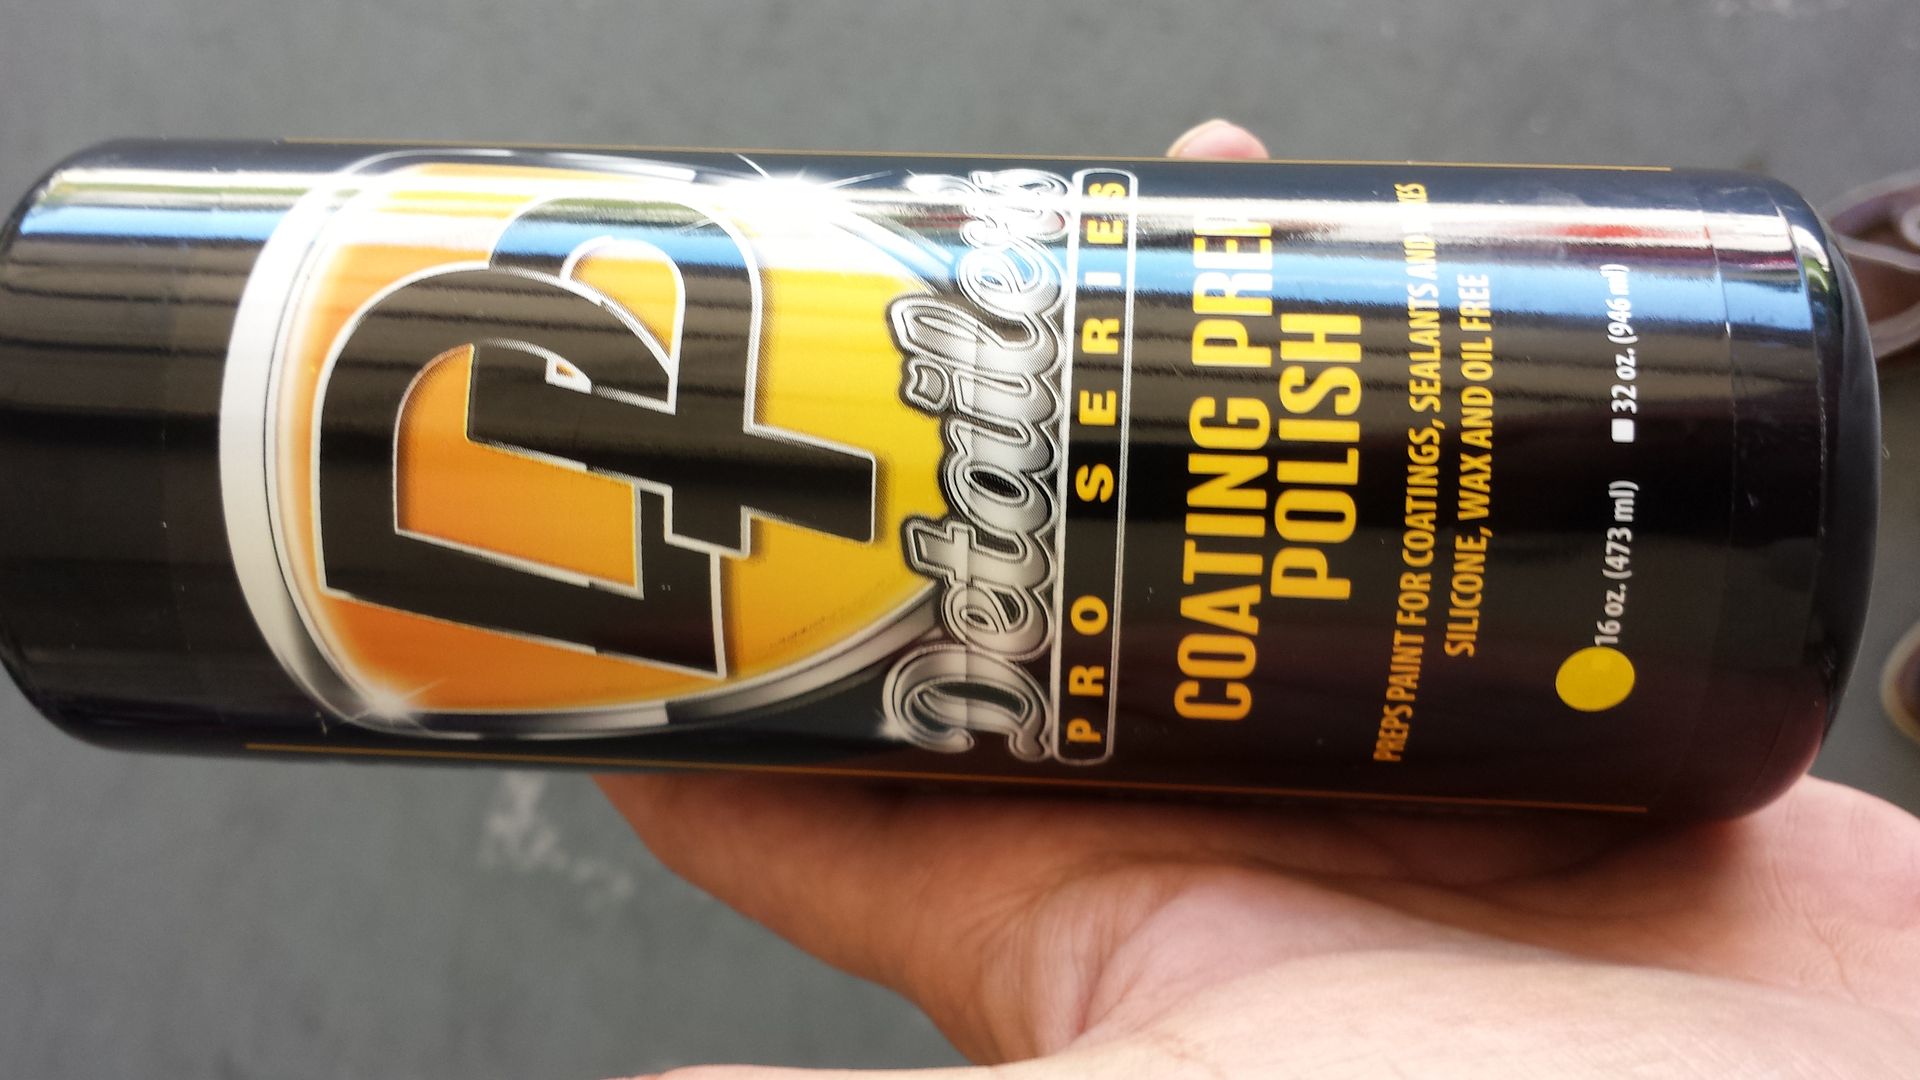 DP
Detailer's
PRO SERIES
COATING PREP
POLISH
PREPS PAINT FOR COATINGS, SEALANTS AND
SILICONE, WAX AND OIL FREE
16 oz. (473 ml) 32 oz. (946 ml)